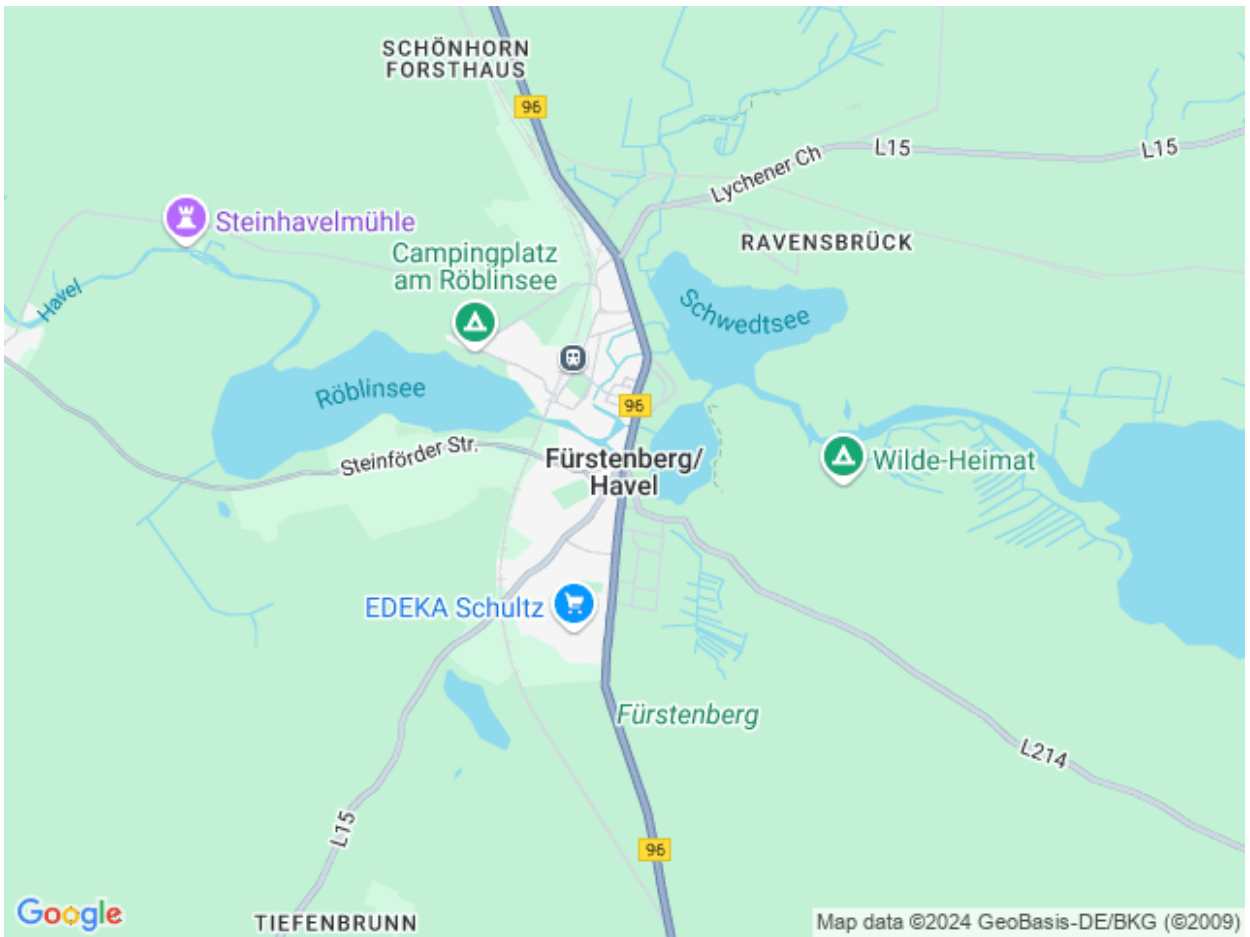 SCHÖNHORN
FORSTHAUS
96
Lychener Ch
L15
L15
Steinhavelmühle
RAVENSBRÜCK
Campingplatz
am Röblinsee
Havel
Schwedtsee
Röblinsee
96
Steinförder Str.
Fürstenberg/
Havel
Wilde-Heimat
EDEKA Schultz
Fürstenberg
L214
L15
96
Google
TIEFENBRUNN
Map data ©2024 GeoBasis-DE/BKG (©2009)